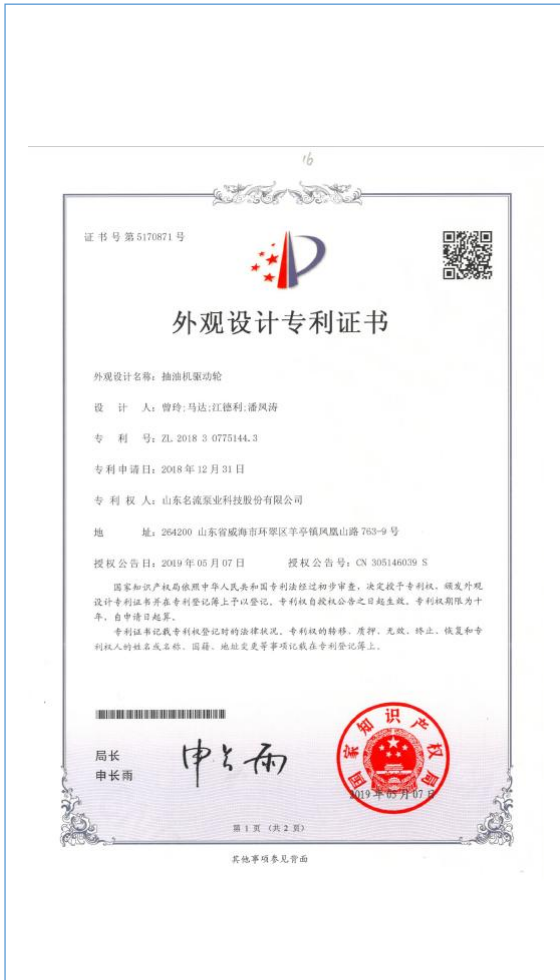 16
证书号第5170871号
外观设计专利证书
外观设计名称：抽油机驱动轮
设计人：曾玲;马达;江德利;潘风涛
专利号：ZL 2018 3 0775144.3
专利申请日：2018年12月31日
专利权人：山东名流泵业科技股份有限公司
地址：264200 山东省威海市环翠区羊亭镇凤凰山路763-9号
授权公告日：2019年05月07日 授权公告号：CN 305146039 S
国家知识产权局依照中华人民共和国专利法经过初步审查，决定授予专利权，颁发外观
设计专利证书并在专利登记簿上予以登记。专利权自授权公告之日起生效。专利权期限为十
年，自申请日起算。
专利证书记载专利权登记时的法律状况。专利权的转移、质押、无效、终止、恢复和专
利权人的姓名或名称、国籍、地址变更等事项记载在专利登记簿上。
局长
申长雨
申长雨
国家知识产权局
2019年05月07日
第 1 页 （共 2 页）
其他事项参见背面